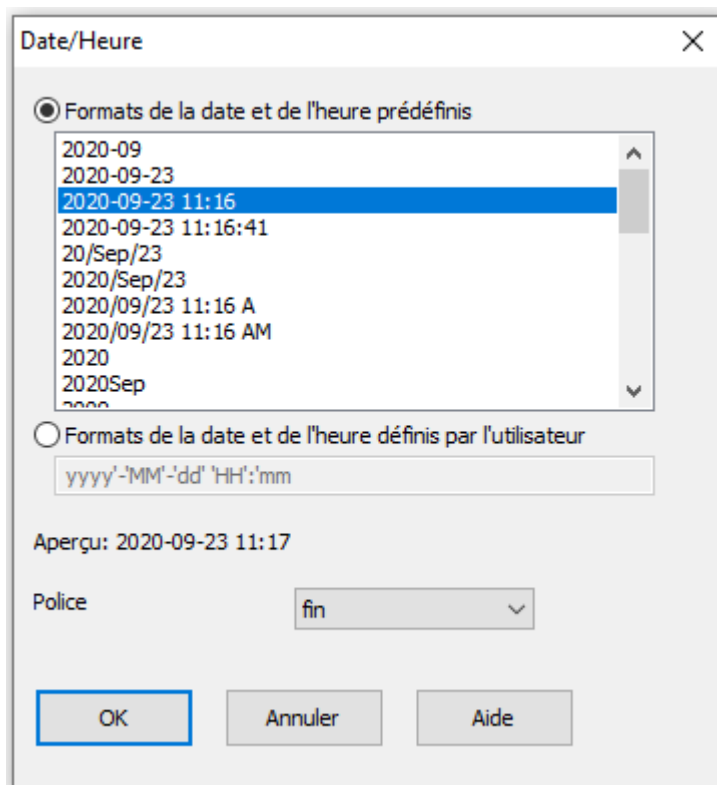 Date/Heure
Formats de la date et de l'heure prédéfinis
2020-09
2020-09-23
2020-09-23 11:16
2020-09-23 11:16:41
20/Sep/23
2020/Sep/23
2020/09/23 11:16 A
2020/09/23 11:16 AM
2020
2020Sep
Formats de la date et de l'heure définis par l'utilisateur
yyyy'-'MM'-'dd' 'HH':'mm
Aperçu: 2020-09-23 11:17
Police
fin
OK
Annuler
Aide